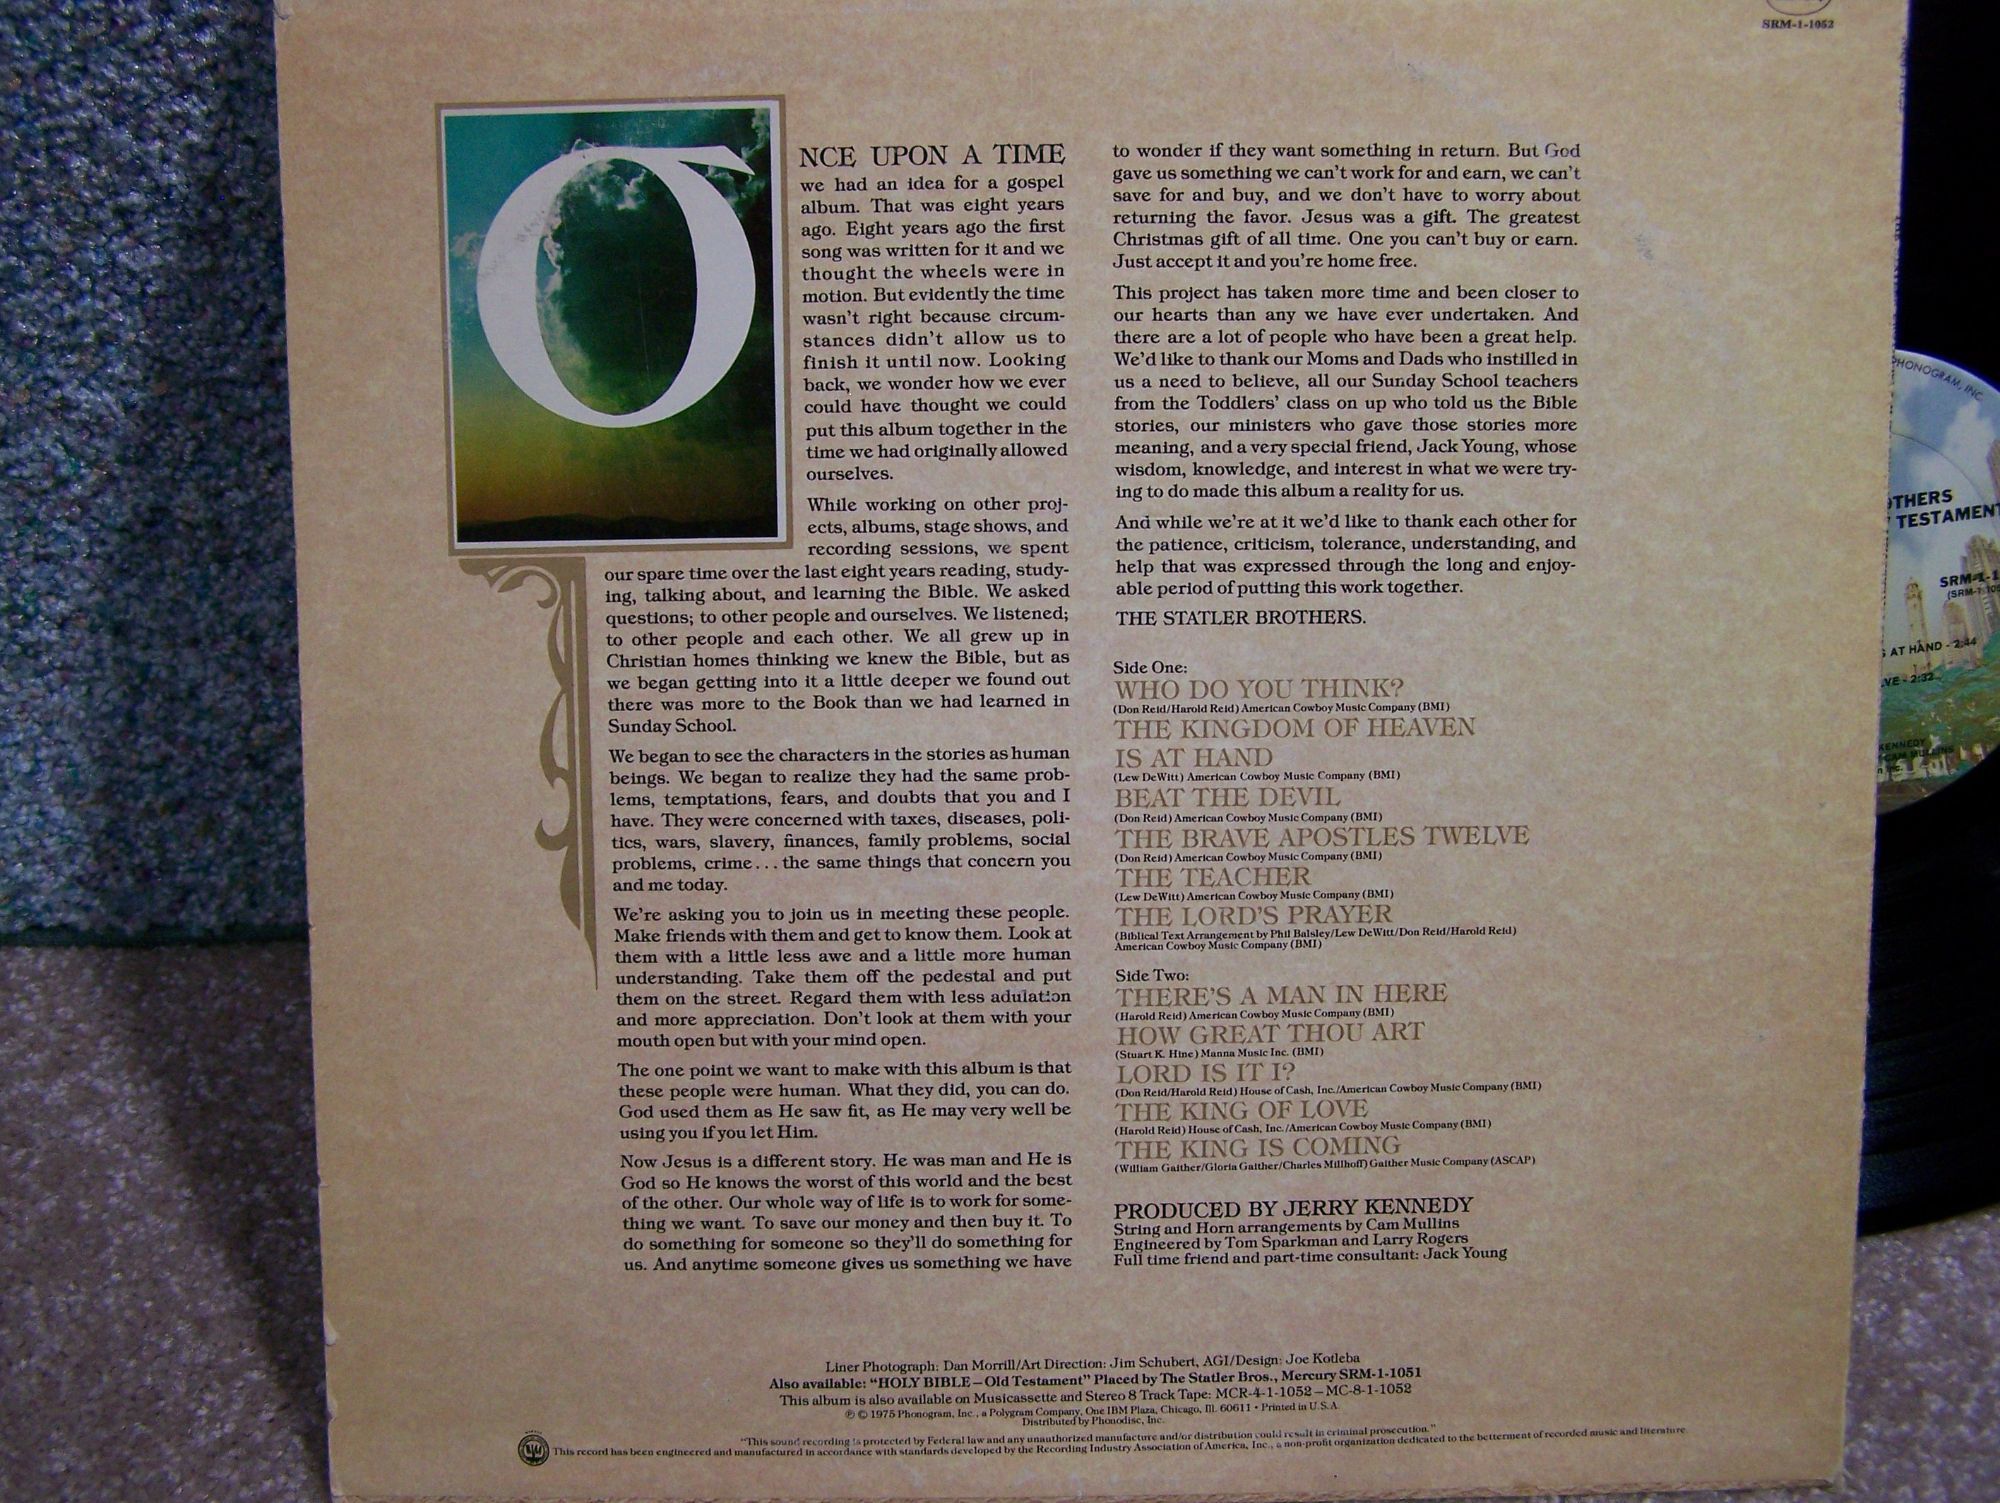 SRM-1-1052
ONCE UPON A TIME
we had an idea for a gospel
album. That was eight years
ago. Eight years ago the first
song was written for it and we
thought the wheels were in
motion. But evidently the time
wasn't right because circum-
stances didn't allow us to
finish it until now. Looking
back, we wonder how we ever
could have thought we could
put this album together in the
time we had originally allowed
ourselves.
While working on other proj-
ects, albums, stage shows, and
recording sessions, we spent
our spare time over the last eight years reading, study-
ing, talking about, and learning the Bible. We asked
questions; to other people and ourselves. We listened;
to other people and each other. We all grew up in
Christian homes thinking we knew the Bible, but as
we began getting into it a little deeper we found out
there was more to the Book than we had learned in
Sunday School.
We began to see the characters in the stories as human
beings. We began to realize they had the same prob-
lems, temptations, fears, and doubts that you and I
have. They were concerned with taxes, diseases, poli-
tics, wars, slavery, finances, family problems, social
problems, crime... the same things that concern you
and me today.
We're asking you to join us in meeting these people.
Make friends with them and get to know them. Look at
them with a little less awe and a little more human
understanding. Take them off the pedestal and put
them on the street. Regard them with less adulation
and more appreciation. Don't look at them with your
mouth open but with your mind open.
The one point we want to make with this album is that
these people were human. What they did, you can do.
God used them as He saw fit, as He may very well be
using you if you let Him.
Now Jesus is a different story. He was man and He is
God so He knows the worst of this world and the best
of the other. Our whole way of life is to work for some-
thing we want. To save our money and then buy it. To
do something for someone so they'll do something for
us. And anytime someone gives us something we have
to wonder if they want something in return. But God
gave us something we can't work for and earn, we can't
save for and buy, and we don't have to worry about
returning the favor. Jesus was a gift. The greatest
Christmas gift of all time. One you can't buy or earn.
Just accept it and you're home free.
This project has taken more time and been closer to
our hearts than any we have ever undertaken. And
there are a lot of people who have been a great help.
We'd like to thank our Moms and Dads who instilled in
us a need to believe, all our Sunday School teachers
from the Toddlers' class on up who told us the Bible
stories, our ministers who gave those stories more
meaning, and a very special friend, Jack Young, whose
wisdom, knowledge, and interest in what we were try-
ing to do made this album a reality for us.
And while we're at it we'd like to thank each other for
the patience, criticism, tolerance, understanding, and
help that was expressed through the long and enjoy-
able period of putting this work together.
THE STATLER BROTHERS.
Side One:
WHO DO YOU THINK?
(Don Reid/Harold Reid) American Cowboy Music Company (BMI)
THE KINGDOM OF HEAVEN
IS AT HAND
(Lew DeWitt) American Cowboy Music Company (BMI)
BEAT THE DEVIL
(Don Reid) American Cowboy Music Company (BMI)
THE BRAVE APOSTLES TWELVE
(Don Reid) American Cowboy Music Company (BMI)
THE TEACHER
(Lew DeWitt) American Cowboy Music Company (BMI)
THE LORD'S PRAYER
(Biblical Text Arrangement by Phil Balsley/Lew DeWitt/Don Reid/Harold Reid)
American Cowboy Music Company (BMI)
Side Two:
THERE'S A MAN IN HERE
(Harold Reid) American Cowboy Music Company (BMI)
HOW GREAT THOU ART
(Stuart K. Hine) Manna Music Inc. (BMI)
LORD IS IT I?
(Don Reid/Harold Reid) House of Cash, Inc./American Cowboy Music Company (BMI)
THE KING OF LOVE
(Harold Reid) House of Cash, Inc./American Cowboy Music Company (BMI)
THE KING IS COMING
(William Gaither/Gloria Gaither/Charles Millhoff) Gaither Music Company (ASCAP)
PRODUCED BY JERRY KENNEDY
String and Horn arrangements by Cam Mullins
Engineered by Tom Sparkman and Larry Rogers
Full time friend and part-time consultant: Jack Young
Liner Photograph: Dan Morrill/Art Direction: Jim Schubert, AGI/Design: Joe Kotleba
Also available: "HOLY BIBLE – Old Testament" Placed by The Statler Bros., Mercury SRM-1-1051
This album is also available on Musicassette and Stereo 8 Track Tape: MCR-4-1-1052 – MC-8-1-1052
℗ © 1975 Phonogram, Inc., a Polygram Company, One IBM Plaza, Chicago, Ill. 60611 • Printed in U.S.A.
Distributed by Phonodisc, Inc.
"This sound recording is protected by Federal law and any unauthorized manufacture and/or distribution could result in criminal prosecution."
This record has been engineered and manufactured in accordance with standards developed by the Recording Industry Association of America, Inc., a non-profit organization dedicated to the betterment of recorded music and literature.
PHONOGRAM, INC
OTHERS
TESTAMENT
SRM-1-1
AT HAND - 2:44
VE - 2:32
KENNEDY
CAM MULLINS